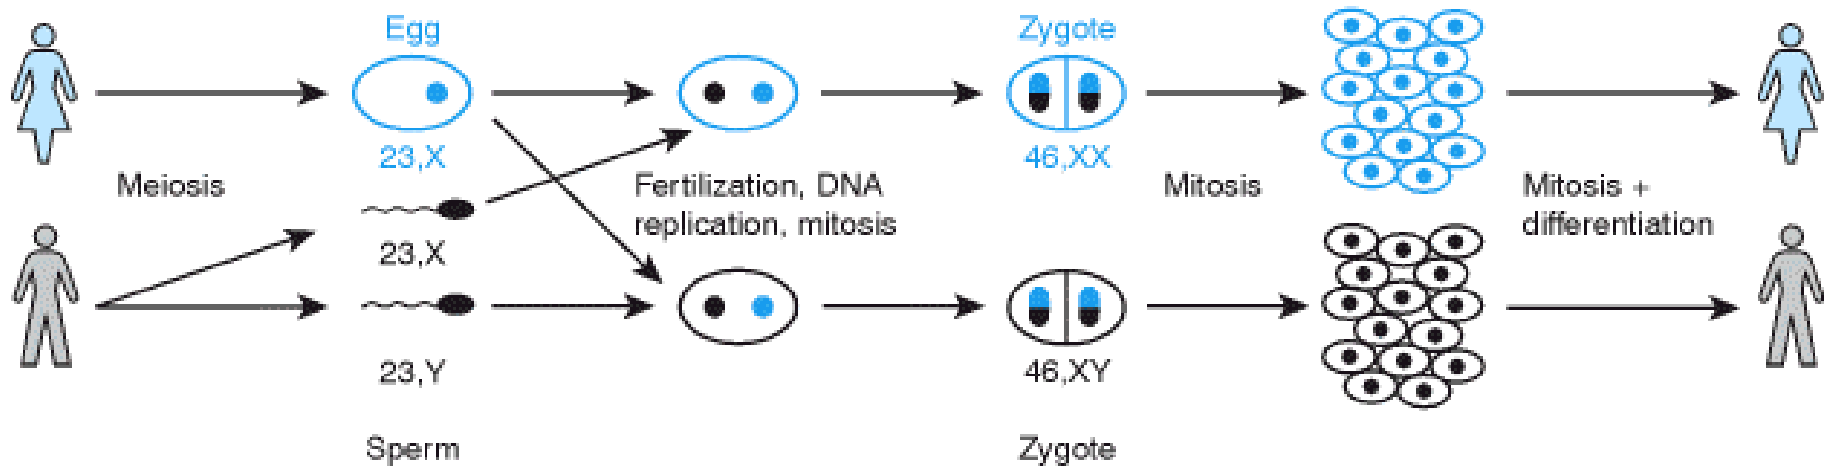 Egg
Zygote
23,X
46,XX
Meiosis
Fertilization, DNA
replication, mitosis
Mitosis
Mitosis +
differentiation
23,X
23,Y
46,XY
Sperm
Zygote